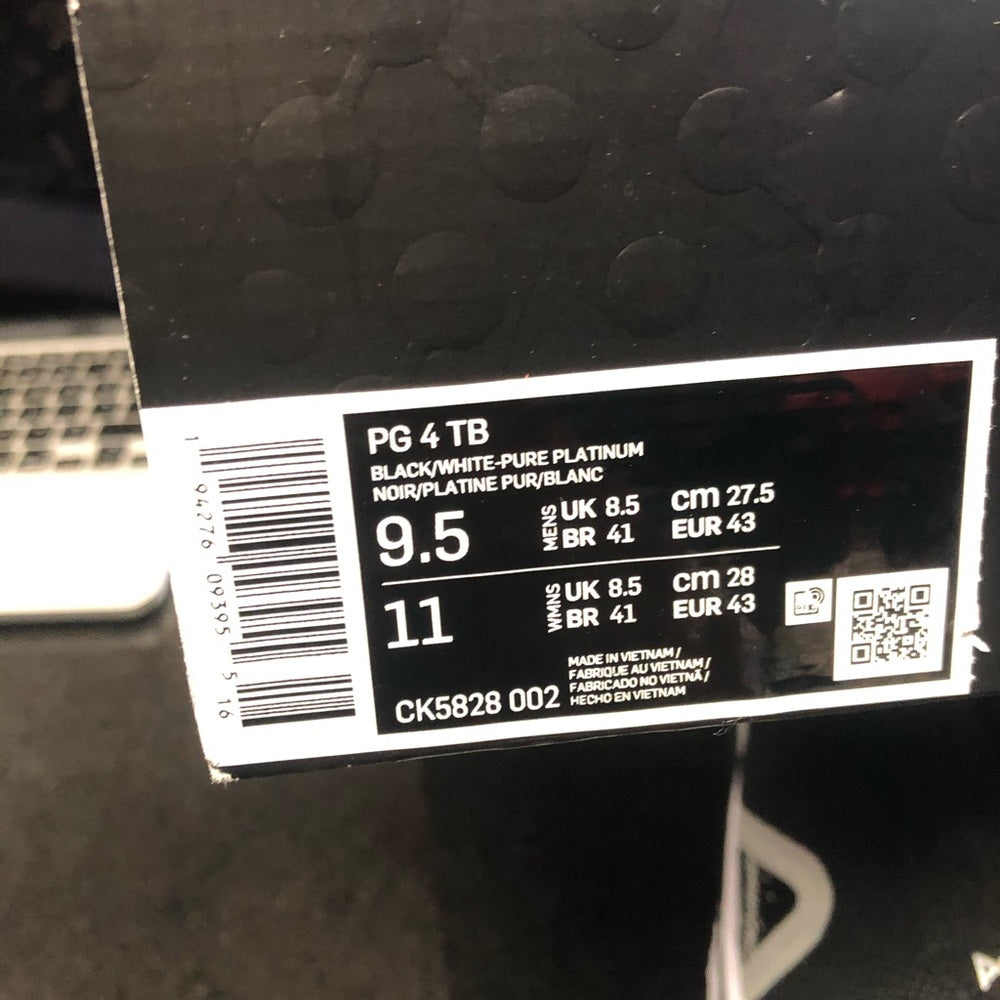 PG 4 TB
BLACK/WHITE-PURE PLATINUM
NOIR/PLATINE PUR/BLANC
9.5 MENS UK 8.5 cm 27.5
BR 41 EUR 43
11 WMNS UK 8.5 cm 28
BR 41 EUR 43
MADE IN VIETNAM /
FABRIQUE AU VIETNAM /
FABRICADO NO VIETNÃ /
HECHO EN VIETNAM
CK5828 002
1 94276 09395 5 16